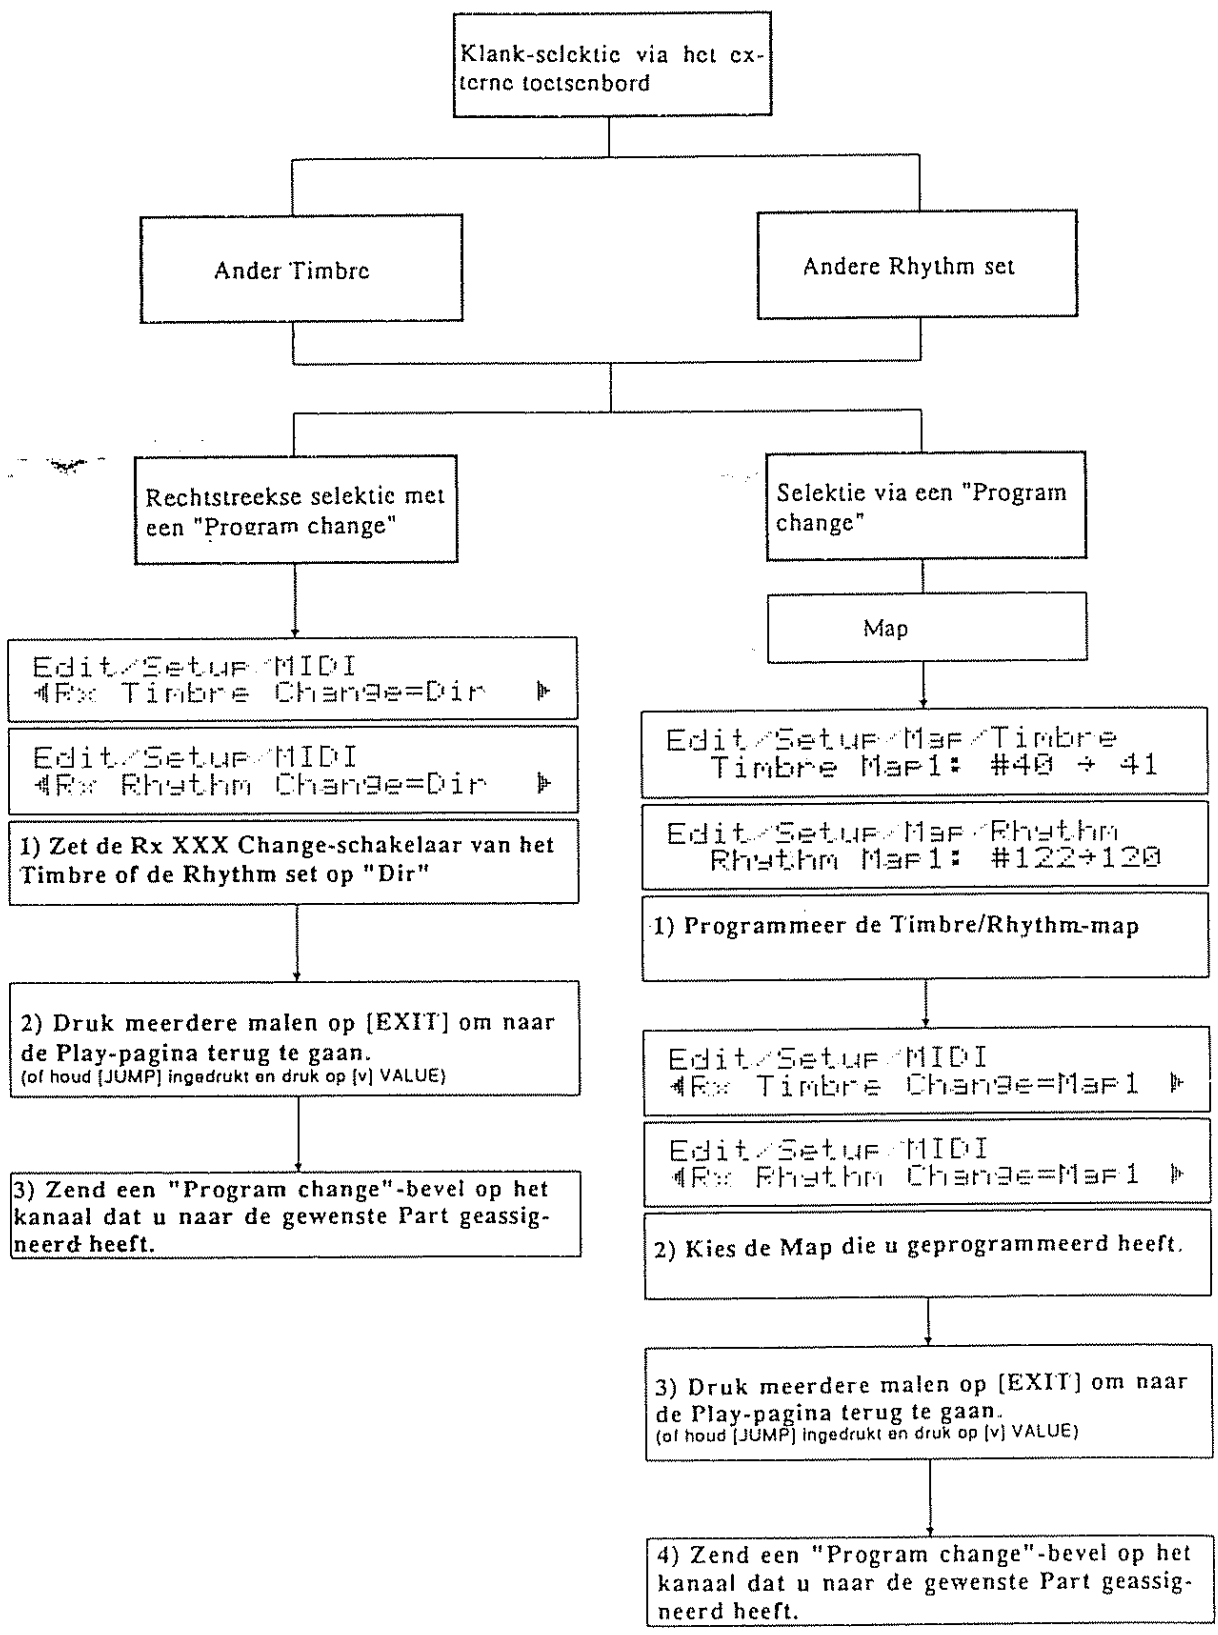 Klank-selektie via het ex-
terne toetsenbord
Ander Timbre
Andere Rhythm set
Rechtstreekse selektie met
een "Program change"
Selektie via een "Program
change"
Map
Edit/Setup/MIDI
◀Rx Timbre Change=Dir ▶
Edit/Setup/MIDI
◀Rx Rhythm Change=Dir ▶
1) Zet de Rx XXX Change-schakelaar van het
Timbre of de Rhythm set op "Dir"
2) Druk meerdere malen op [EXIT] om naar
de Play-pagina terug te gaan.
(of houd [JUMP] ingedrukt en druk op [v] VALUE)
3) Zend een "Program change"-bevel op het
kanaal dat u naar de gewenste Part geassig-
neerd heeft.
Edit/Setup/Map/Timbre
Timbre Map1: #40 → 41
Edit/Setup/Map/Rhythm
Rhythm Map1: #122→120
1) Programmeer de Timbre/Rhythm-map
Edit/Setup/MIDI
◀Rx Timbre Change=Map1 ▶
Edit/Setup/MIDI
◀Rx Rhythm Change=Map1 ▶
2) Kies de Map die u geprogrammeerd heeft.
3) Druk meerdere malen op [EXIT] om naar
de Play-pagina terug te gaan.
(of houd [JUMP] ingedrukt en druk op [v] VALUE)
4) Zend een "Program change"-bevel op het
kanaal dat u naar de gewenste Part geassig-
neerd heeft.